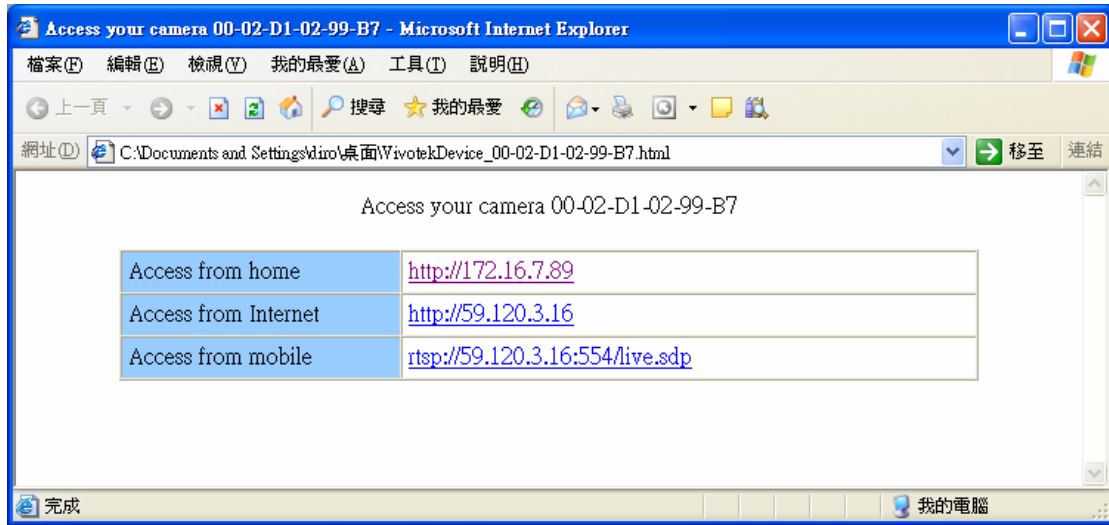 Access your camera 00-02-D1-02-99-B7 - Microsoft Internet Explorer
檔案(F) 編輯(E) 檢視(V) 我的最愛(A) 工具(T) 說明(H)
上一頁 搜尋 我的最愛
網址(D) C:\Documents and Settings\diro\桌面\VivotekDevice_00-02-D1-02-99-B7.html 移至 連結
Access your camera 00-02-D1-02-99-B7
Access from home http://172.16.7.89
Access from Internet http://59.120.3.16
Access from mobile rtsp://59.120.3.16:554/live.sdp
完成 我的電腦